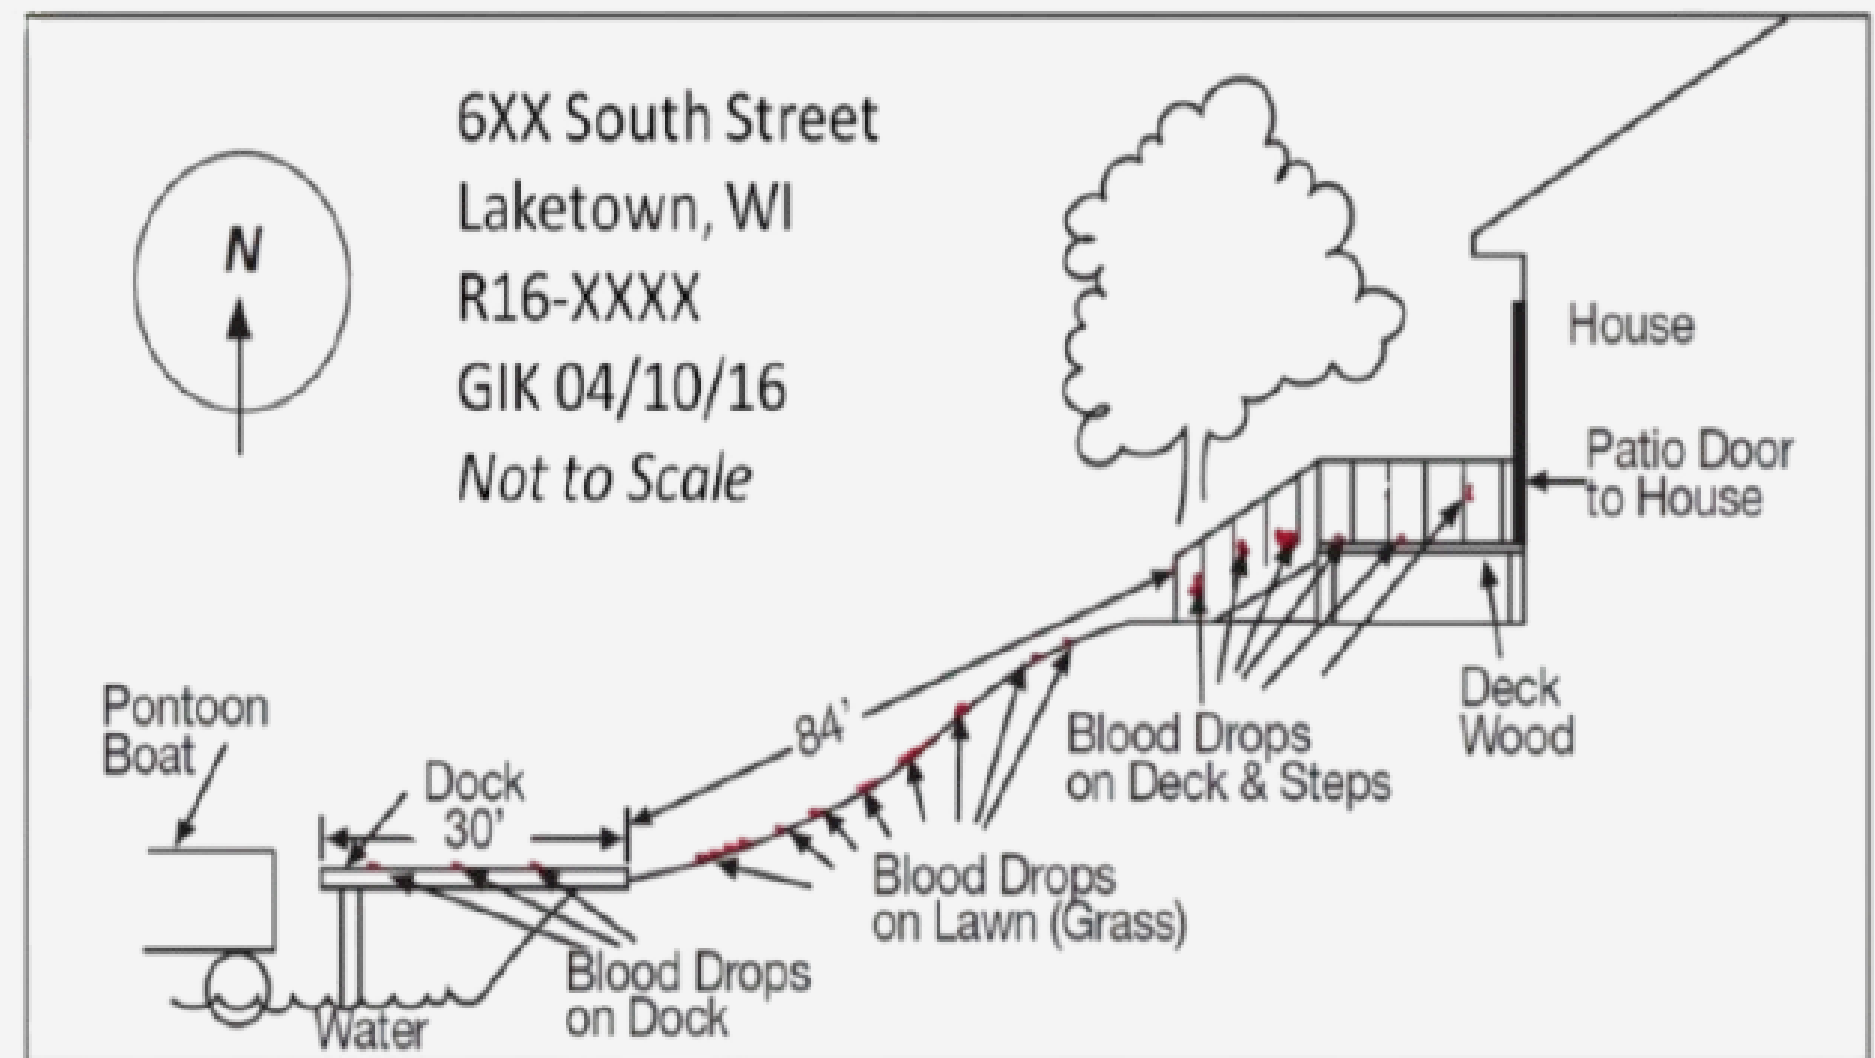 6XX South Street
Laketown, WI
R16-XXXX
GIK 04/10/16
Not to Scale
N
House
Patio Door
to House
Deck
Wood
Blood Drops
on Deck & Steps
84'
Pontoon
Boat
Dock
30'
Blood Drops
on Lawn (Grass)
Blood Drops
on Dock
Water